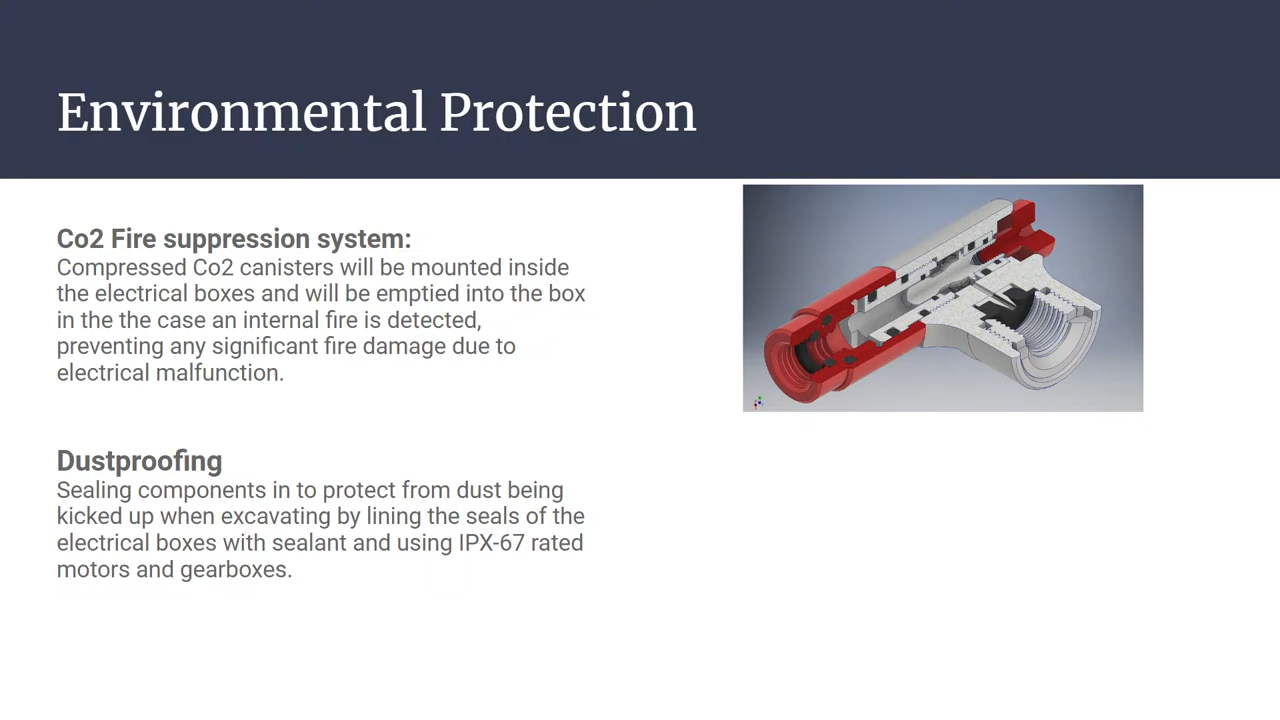 Environmental Protection
Co2 Fire suppression system:
Compressed Co2 canisters will be mounted inside
the electrical boxes and will be emptied into the box
in the the case an internal fire is detected,
preventing any significant fire damage due to
electrical malfunction.
Dustproofing
Sealing components in to protect from dust being
kicked up when excavating by lining the seals of the
electrical boxes with sealant and using IPX-67 rated
motors and gearboxes.